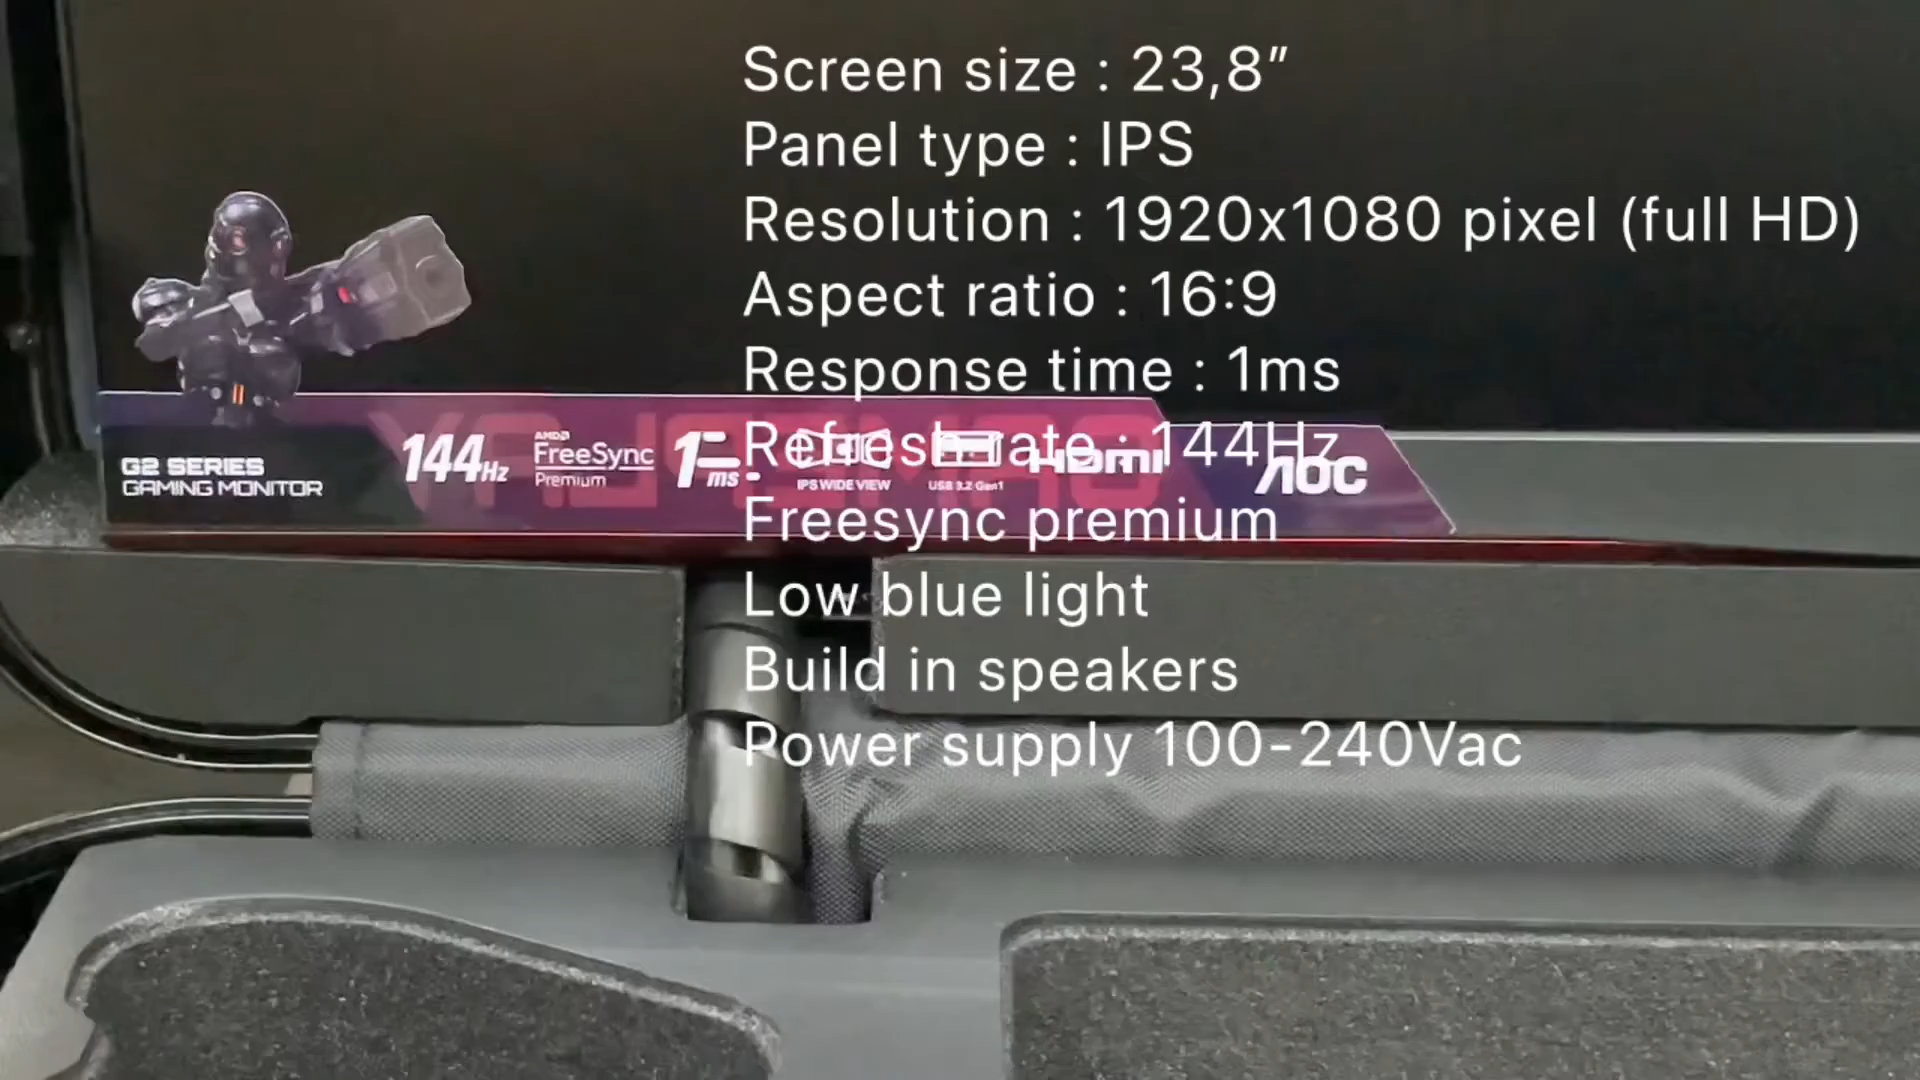 Screen size : 23,8”
Panel type : IPS
Resolution : 1920x1080 pixel (full HD)
Aspect ratio : 16:9
Response time : 1ms
Refresh rate : 144Hz
Freesync premium
Low blue light
Build in speakers
Power supply 100-240Vac
G2 SERIES
GAMING MONITOR
144Hz
AMD
FreeSync
Premium
1ms
IPS WIDE VIEW
USB 3.2 Gen1
HDMI
AOC